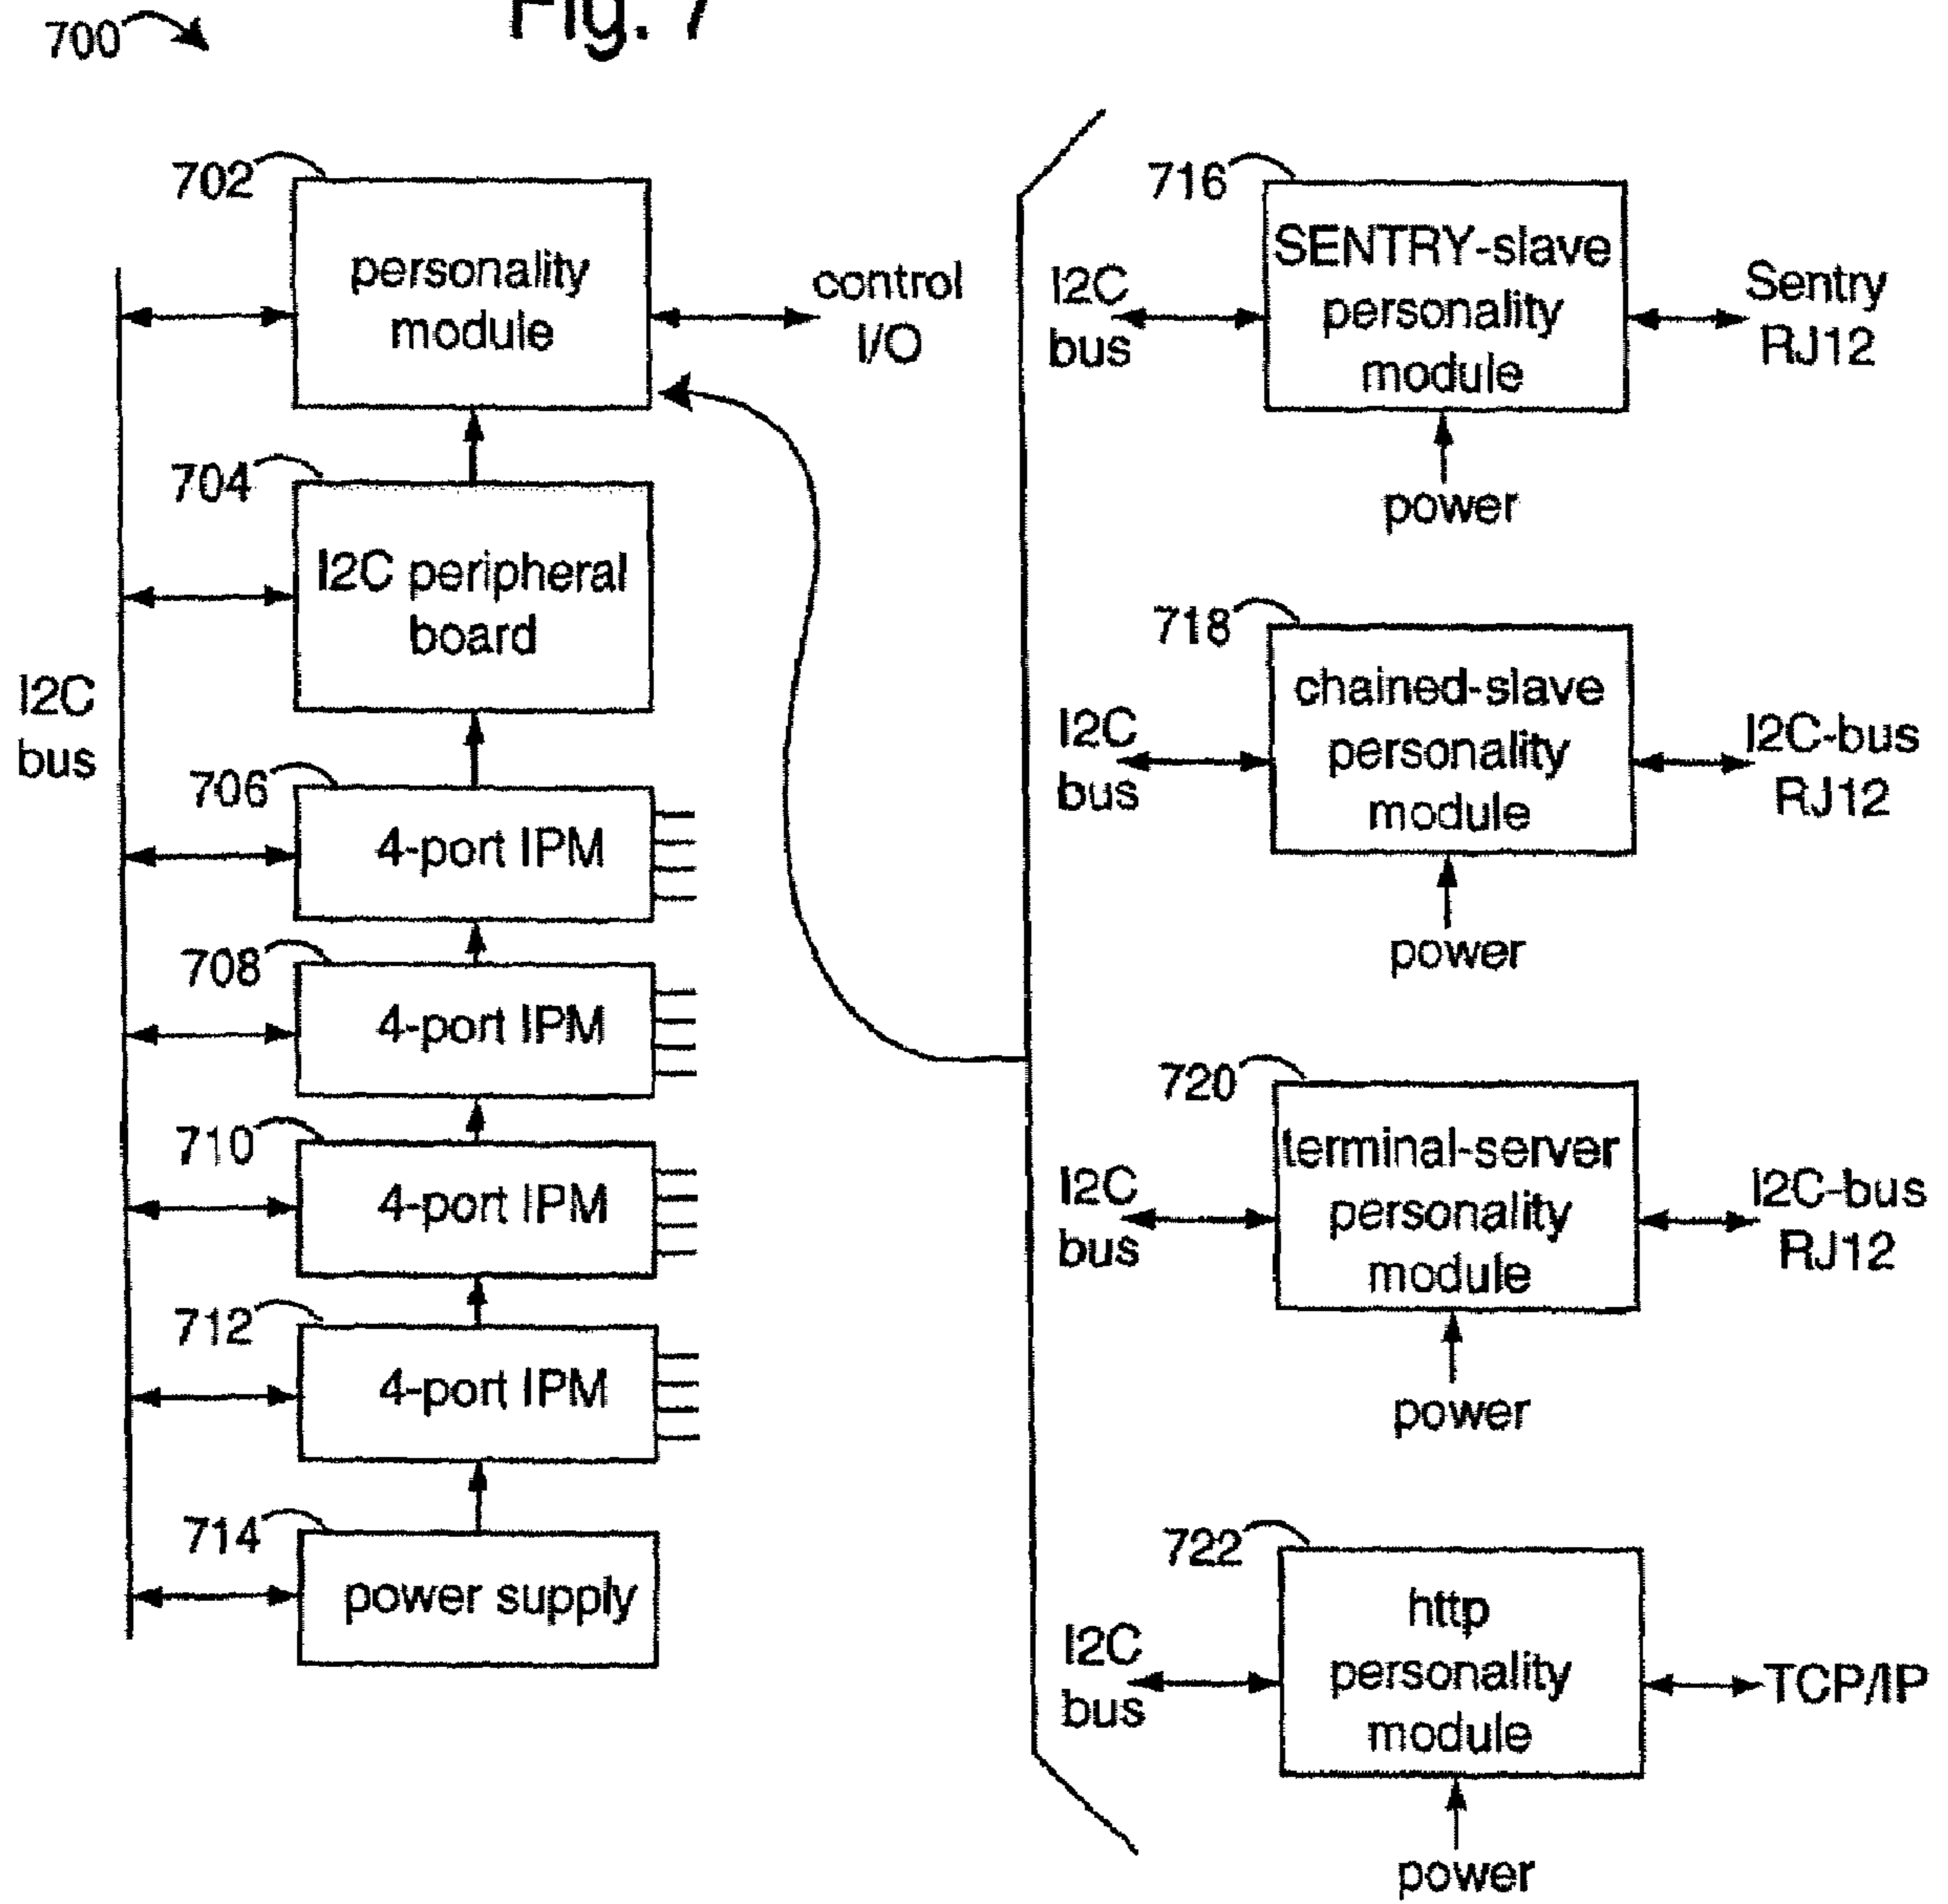 Fig. 7
700
702
personality
module
control
I/O
704
I2C peripheral
board
I2C
bus
706
4-port IPM
708
4-port IPM
710
4-port IPM
712
4-port IPM
714
power supply
716
SENTRY-slave
personality
module
I2C
bus
Sentry
RJ12
power
718
chained-slave
personality
module
I2C
bus
I2C-bus
RJ12
power
720
terminal-server
personality
module
I2C
bus
I2C-bus
RJ12
power
722
http
personality
module
I2C
bus
TCP/IP
power